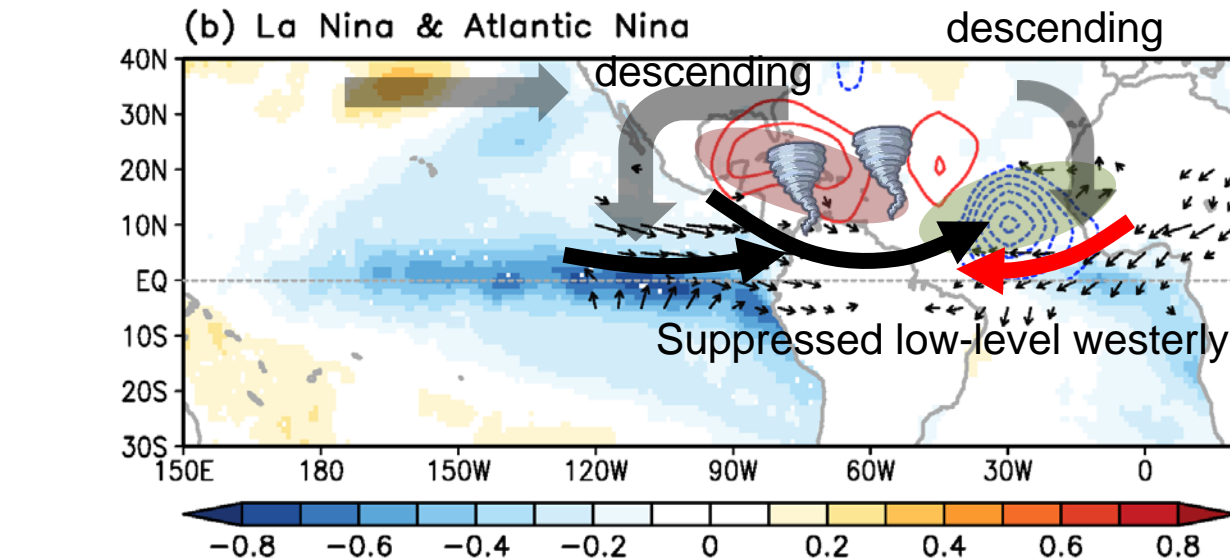 (b) La Nina & Atlantic Nina
descending
descending
40N
30N
20N
10N
EQ
10S
20S
30S
Suppressed low-level westerly
150E 180 150W 120W 90W 60W 30W 0
−0.8 −0.6 −0.4 −0.2 0 0.2 0.4 0.6 0.8